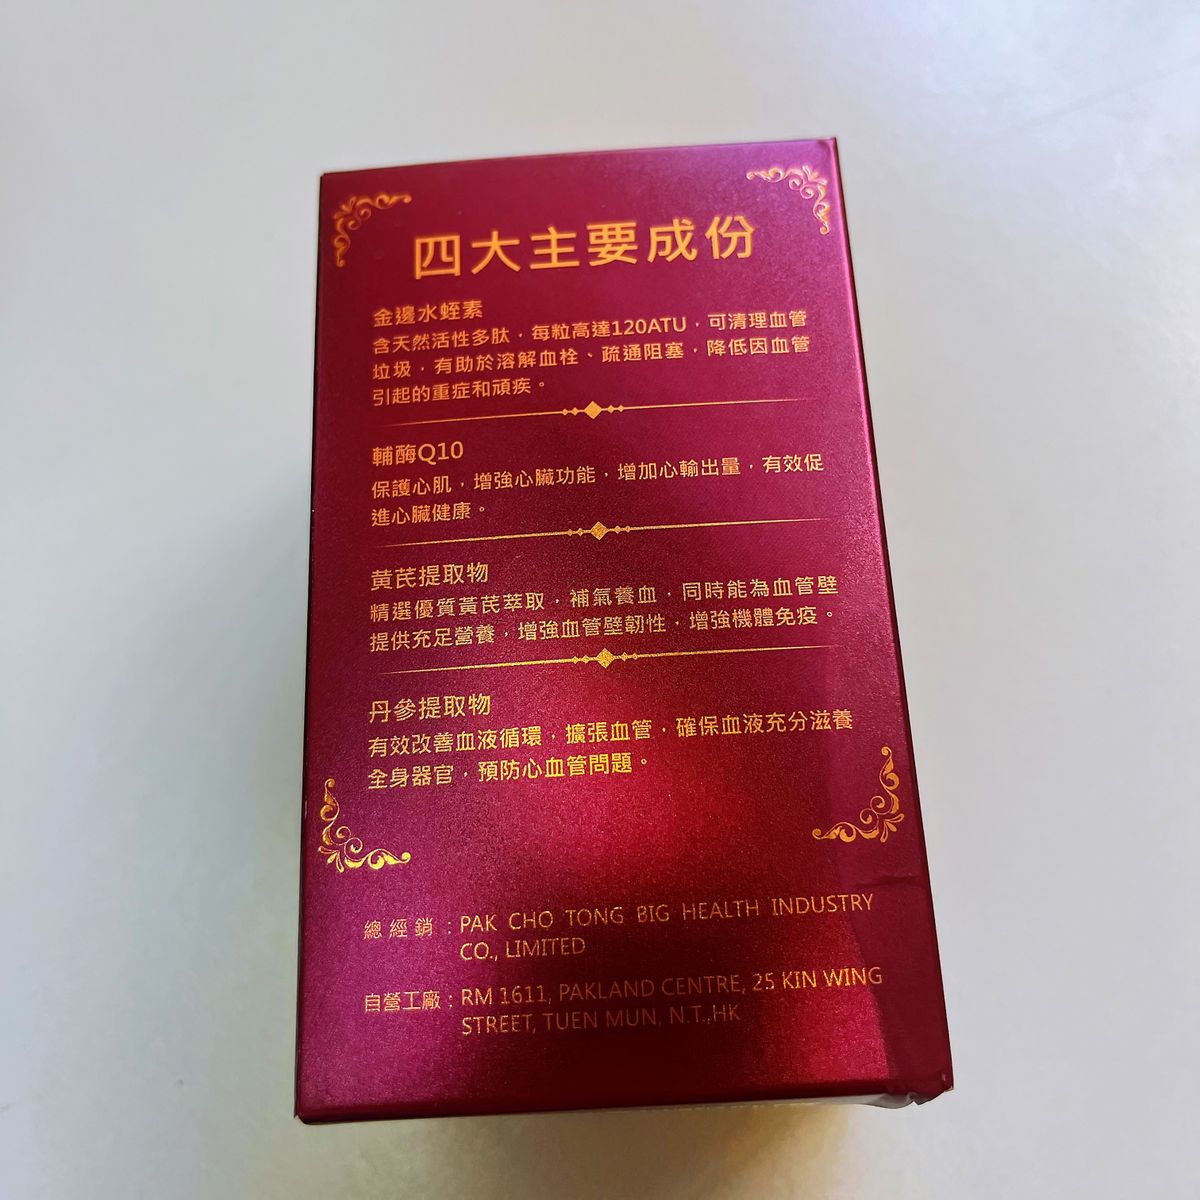 四大主要成份
金邊水蛭素
含天然活性多肽，每粒高達120ATU，可清理血管
垃圾，有助於溶解血栓、疏通阻塞，降低因血管
引起的重症和頑疾。
輔酶Q10
保護心肌，增強心臟功能，增加心輸出量，有效促
進心臟健康。
黃芪提取物
精選優質黃芪萃取，補氣養血，同時能為血管壁
提供充足營養，增強血管壁韌性，增強機體免疫。
丹參提取物
有效改善血液循環，擴張血管，確保血液充分滋養
全身器官，預防心血管問題。
總經銷：PAK CHO TONG BIG HEALTH INDUSTRY
CO., LIMITED
自營工廠：RM 1611, PAKLAND CENTRE, 25 KIN WING
STREET, TUEN MUN, N.T.,HK